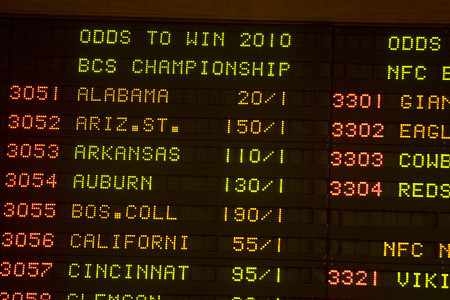 ODDS TO WIN 2010
BCS CHAMPIONSHIP
3051 ALABAMA 20/1
3052 ARIZ.ST. 150/1
3053 ARKANSAS 110/1
3054 AUBURN 130/1
3055 BOS.COLL 190/1
3056 CALIFORNI 55/1
3057 CINCINNAT 95/1
3058 CLEMSON
ODDS
NFC E
3301 GIAN
3302 EAGL
3303 COWB
3304 REDS
NFC N
3321 VIKI